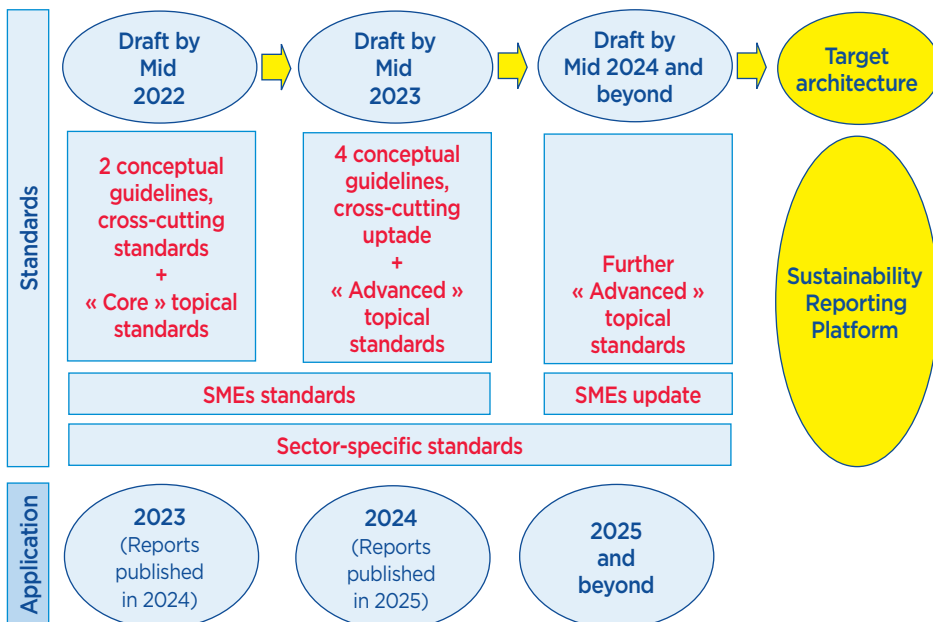 Draft by
Mid
2022
Draft by
Mid
2023
Draft by
Mid 2024 and
beyond
Target
architecture
Standards
2 conceptual
guidelines,
cross-cutting
standards
+
« Core » topical
standards
4 conceptual
guidelines,
cross-cutting
uptade
+
« Advanced »
topical
standards
Further
« Advanced »
topical
standards
Sustainability
Reporting
Platform
SMEs standards
SMEs update
Sector-specific standards
Application
2023
(Reports
published
in 2024)
2024
(Reports
published
in 2025)
2025
and
beyond